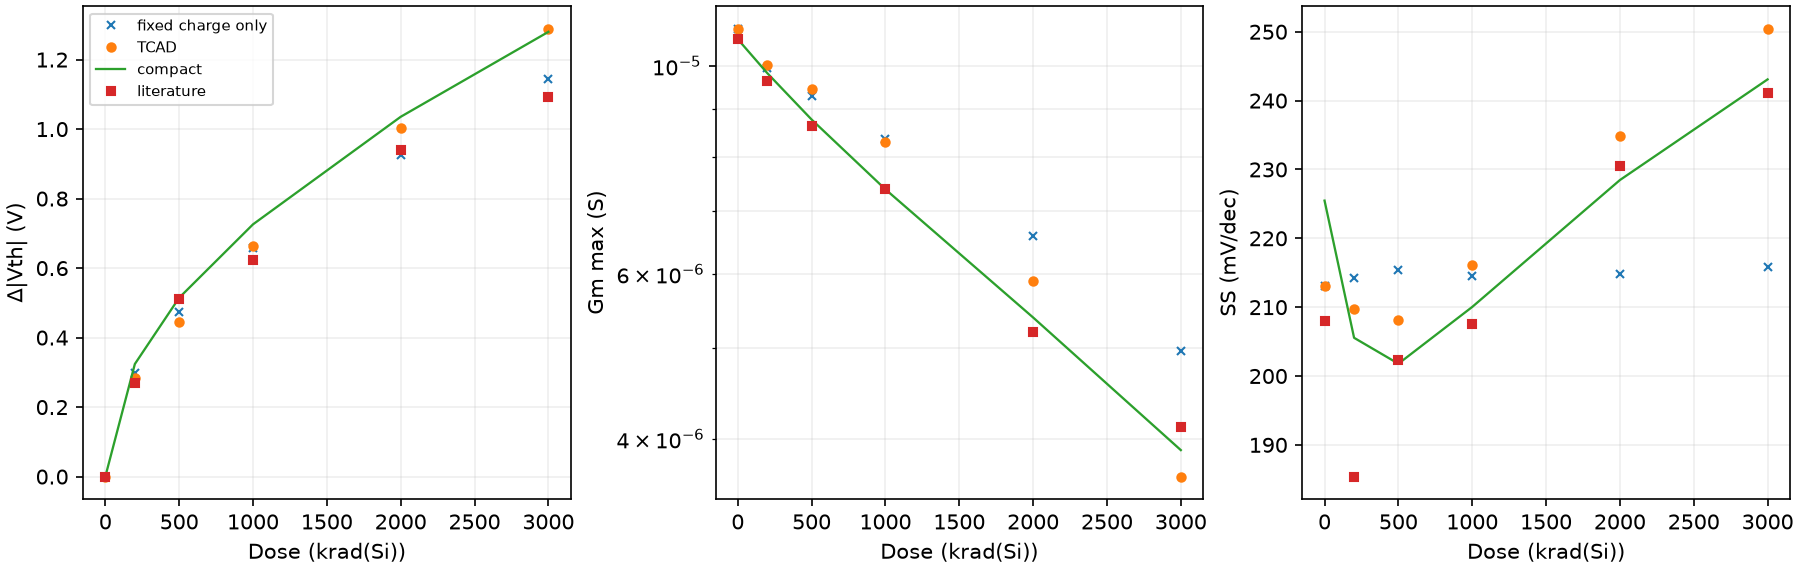 fixed charge only
TCAD
compact
literature
1.2
1.0
0.8
0.6
0.4
0.2
0.0
Δ|Vth| (V)
0 500 1000 1500 2000 2500 3000
Dose (krad(Si))
10⁻⁵
6 × 10⁻⁶
4 × 10⁻⁶
Gm max (S)
0 500 1000 1500 2000 2500 3000
Dose (krad(Si))
250
240
230
220
210
200
190
SS (mV/dec)
0 500 1000 1500 2000 2500 3000
Dose (krad(Si))